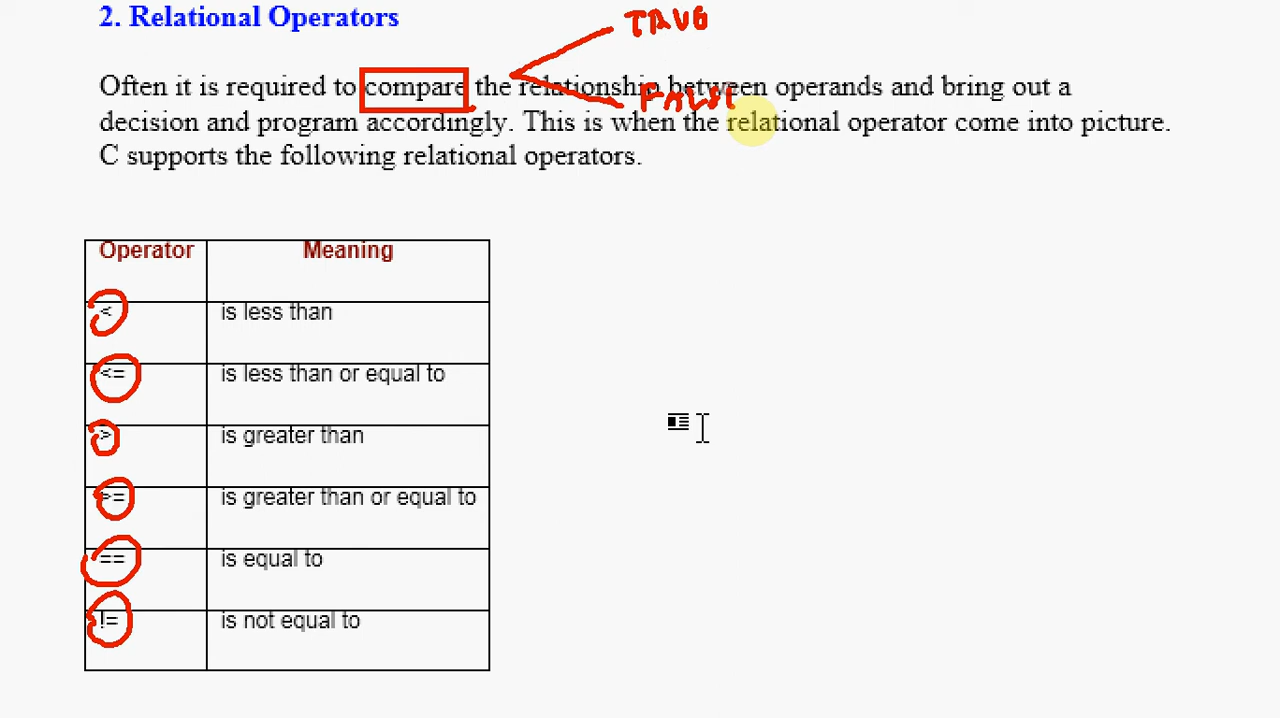 2. Relational Operators
TRUE
Often it is required to compare the relationship between operands and bring out a
FALSE
decision and program accordingly. This is when the relational operator come into picture.
C supports the following relational operators.
Operator Meaning
< is less than
<= is less than or equal to
> is greater than
>= is greater than or equal to
== is equal to
!= is not equal to